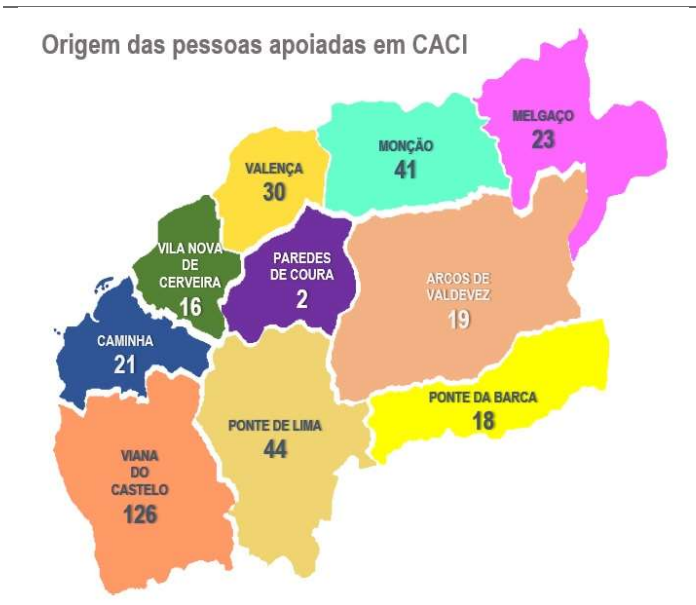 Origem das pessoas apoiadas em CACI
MELGAÇO
23
MONÇÃO
41
VALENÇA
30
VILA NOVA
DE
CERVEIRA
16
PAREDES
DE COURA
2
ARCOS DE
VALDEVEZ
19
CAMINHA
21
PONTE DA BARCA
18
PONTE DE LIMA
44
VIANA
DO
CASTELO
126